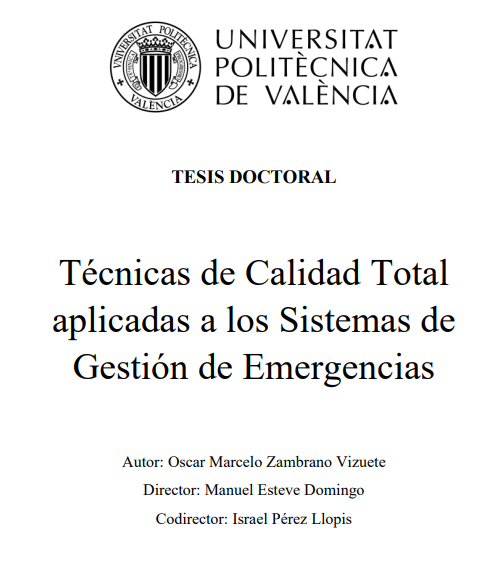 UNIVERSITAT POLITÈCNICA
VALÈNCIA
UNIVERSITAT
POLITÈCNICA
DE VALÈNCIA
TESIS DOCTORAL
Técnicas de Calidad Total
aplicadas a los Sistemas de
Gestión de Emergencias
Autor: Oscar Marcelo Zambrano Vizuete
Director: Manuel Esteve Domingo
Codirector: Israel Pérez Llopis